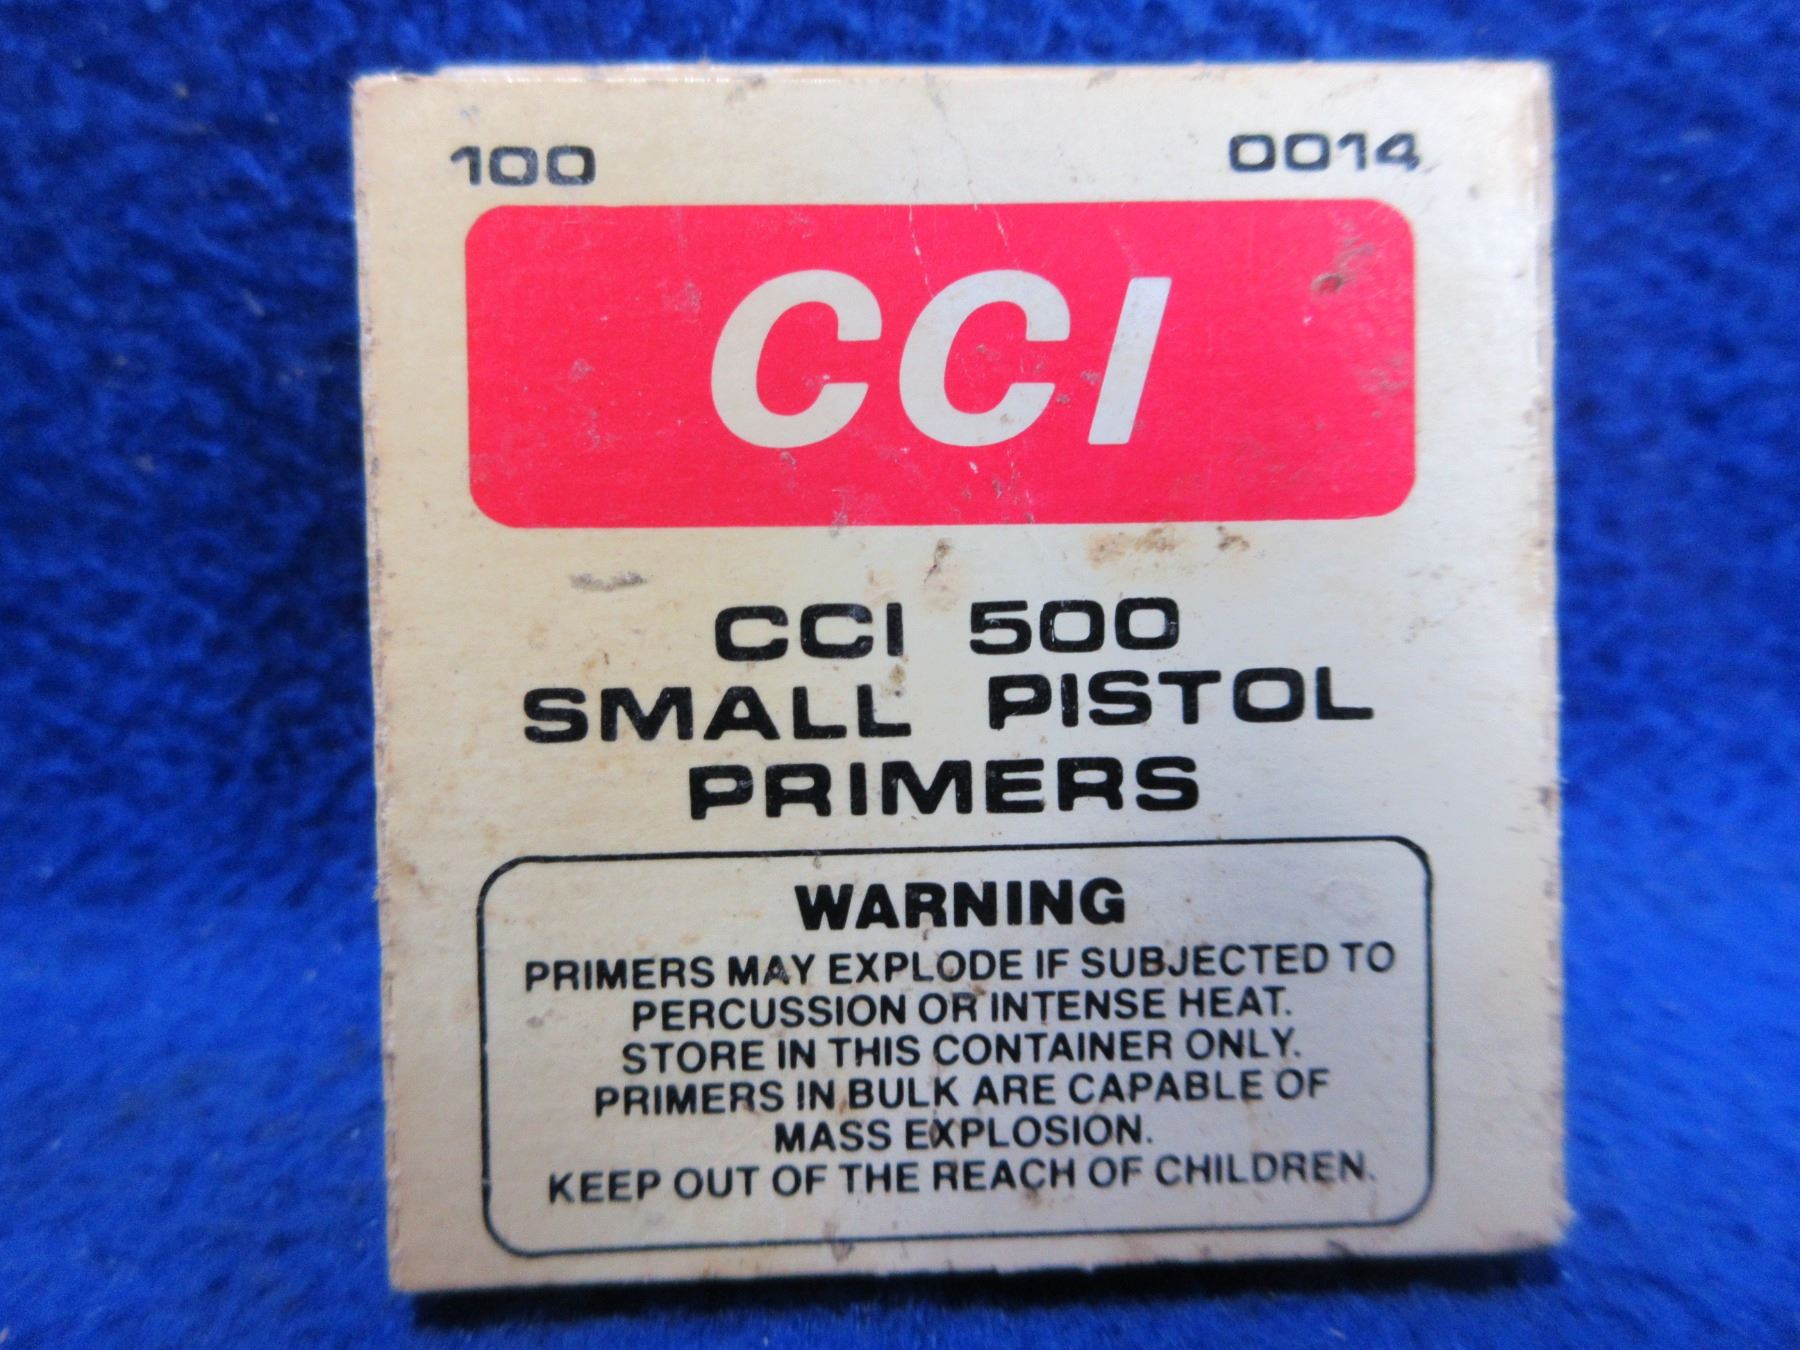 100 0014
CCI
CCI 500
SMALL PISTOL
PRIMERS
WARNING
PRIMERS MAY EXPLODE IF SUBJECTED TO
PERCUSSION OR INTENSE HEAT.
STORE IN THIS CONTAINER ONLY.
PRIMERS IN BULK ARE CAPABLE OF
MASS EXPLOSION.
KEEP OUT OF THE REACH OF CHILDREN.